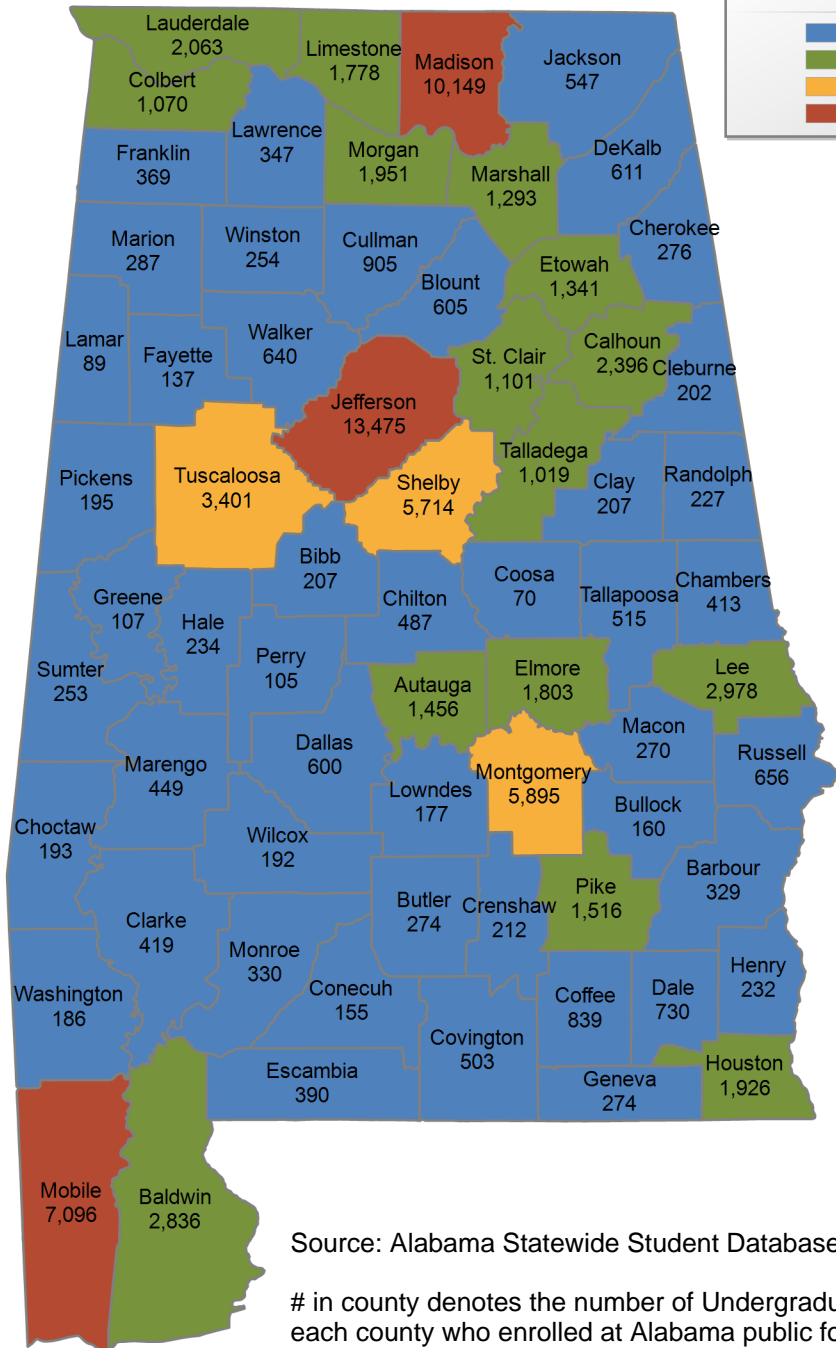 Lauderdale
2,063
Limestone
1,778
Madison
10,149
Jackson
547
Colbert
1,070
Lawrence
347
Franklin
369
Morgan
1,951
Marshall
1,293
DeKalb
611
Cherokee
276
Marion
287
Winston
254
Cullman
905
Blount
605
Etowah
1,341
Lamar
89
Fayette
137
Walker
640
St. Clair
1,101
Calhoun
2,396
Cleburne
202
Jefferson
13,475
Pickens
195
Tuscaloosa
3,401
Shelby
5,714
Talladega
1,019
Clay
207
Randolph
227
Bibb
207
Greene
107
Hale
234
Chilton
487
Coosa
70
Tallapoosa
515
Chambers
413
Sumter
253
Perry
105
Autauga
1,456
Elmore
1,803
Lee
2,978
Marengo
449
Dallas
600
Lowndes
177
Montgomery
5,895
Macon
270
Russell
656
Bullock
160
Choctaw
193
Wilcox
192
Clarke
419
Butler
274
Crenshaw
212
Pike
1,516
Barbour
329
Monroe
330
Washington
186
Conecuh
155
Covington
503
Coffee
839
Dale
730
Henry
232
Escambia
390
Geneva
274
Houston
1,926
Mobile
7,096
Baldwin
2,836
Source: Alabama Statewide Student Database
# in county denotes the number of Undergradu
each county who enrolled at Alabama public fo